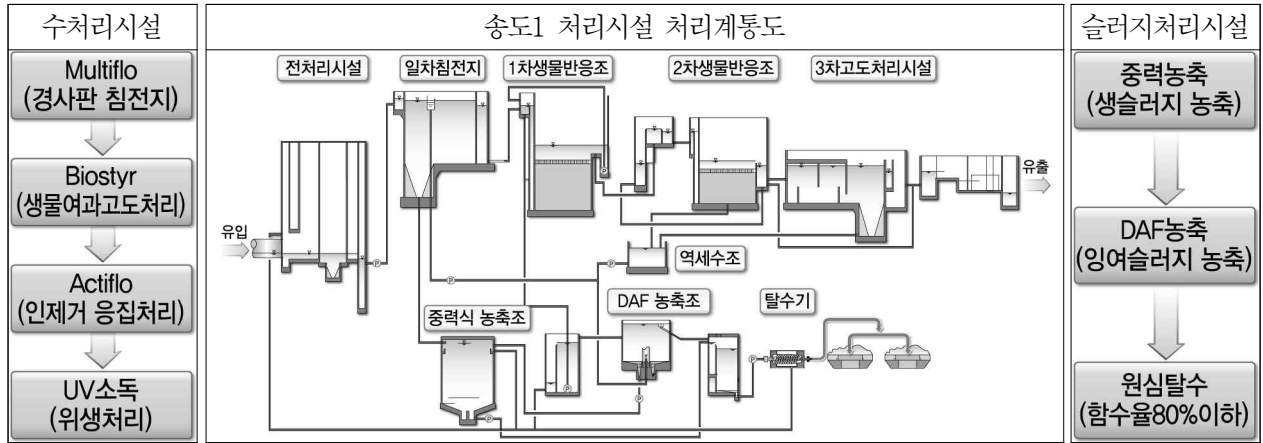 수처리시설
Multiflo
(경사판 침전지)
Biostyr
(생물여과고도처리)
Actiflo
(인제거 응집처리)
UV소독
(위생처리)
송도1 처리시설 처리계통도
전처리시설
일차침전지
1차생물반응조
2차생물반응조
3차고도처리시설
유입
유출
P
P
P
P
역세수조
중력식 농축조
DAF 농축조
탈수기
P
P
P
P
슬러지처리시설
중력농축
(생슬러지 농축)
DAF농축
(잉여슬러지 농축)
원심탈수
(함수율80%이하)